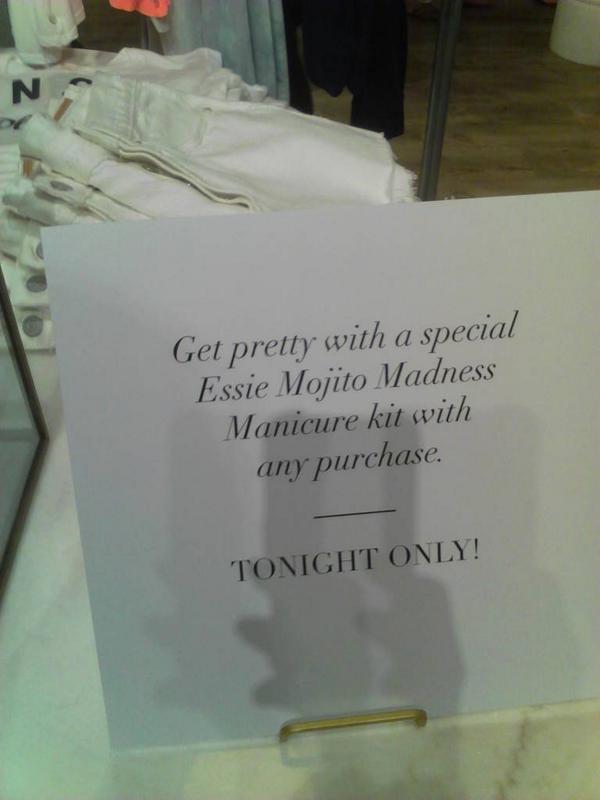 Get pretty with a special
Essie Mojito Madness
Manicure kit with
any purchase.
TONIGHT ONLY!